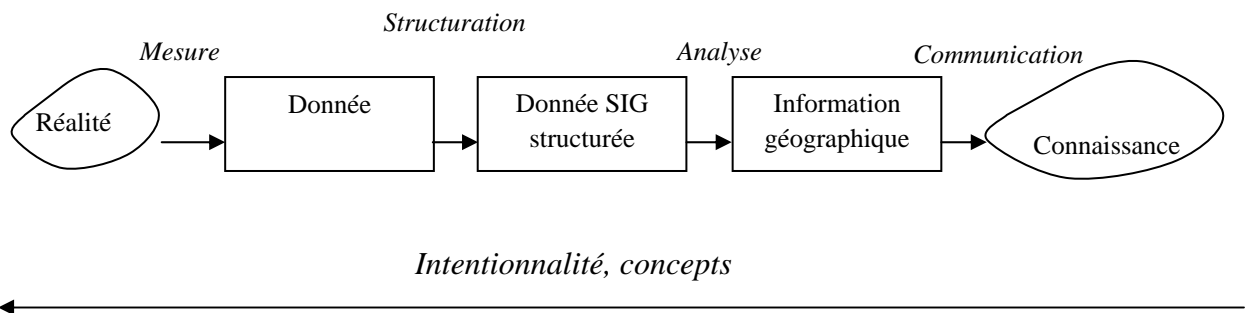 Structuration
Mesure
Analyse
Communication
Réalité
Donnée
Donnée SIG
structurée
Information
géographique
Connaissance
Intentionnalité, concepts